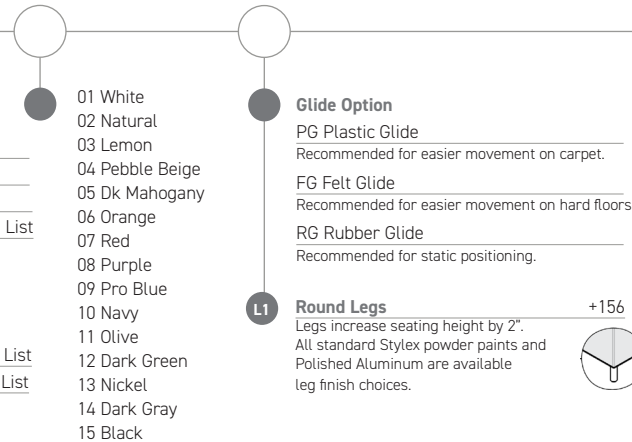 List
List
List
01 White
02 Natural
03 Lemon
04 Pebble Beige
05 Dk Mahogany
06 Orange
07 Red
08 Purple
09 Pro Blue
10 Navy
11 Olive
12 Dark Green
13 Nickel
14 Dark Gray
15 Black
Glide Option
PG Plastic Glide
Recommended for easier movement on carpet.
FG Felt Glide
Recommended for easier movement on hard floors
RG Rubber Glide
Recommended for static positioning.
L1 Round Legs +156
Legs increase seating height by 2".
All standard Stylex powder paints and
Polished Aluminum are available
leg finish choices.